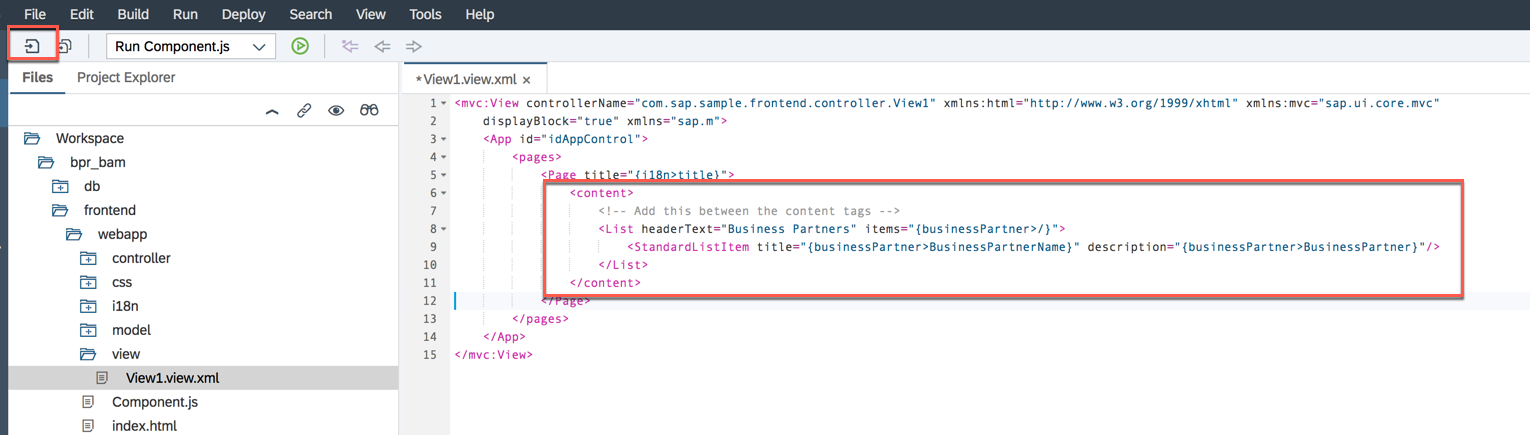 File Edit Build Run Deploy Search View Tools Help
Run Component.js
Files Project Explorer
Workspace
bpr_bam
db
frontend
webapp
controller
css
i18n
model
view
View1.view.xml
Component.js
index.html
*View1.view.xml ×
1 <mvc:View controllerName="com.sap.sample.frontend.controller.View1" xmlns:html="http://www.w3.org/1999/xhtml" xmlns:mvc="sap.ui.core.mvc"
2 displayBlock="true" xmlns="sap.m">
3 <App id="idAppControl">
4 <pages>
5 <Page title="{i18n>title}">
6 <content>
7 <!-- Add this between the content tags -->
8 <List headerText="Business Partners" items="{businessPartner>/}">
9 <StandardListItem title="{businessPartner>BusinessPartnerName}" description="{businessPartner>BusinessPartner}"/>
10 </List>
11 </content>
12 </Page>
13 </pages>
14 </App>
15 </mvc:View>